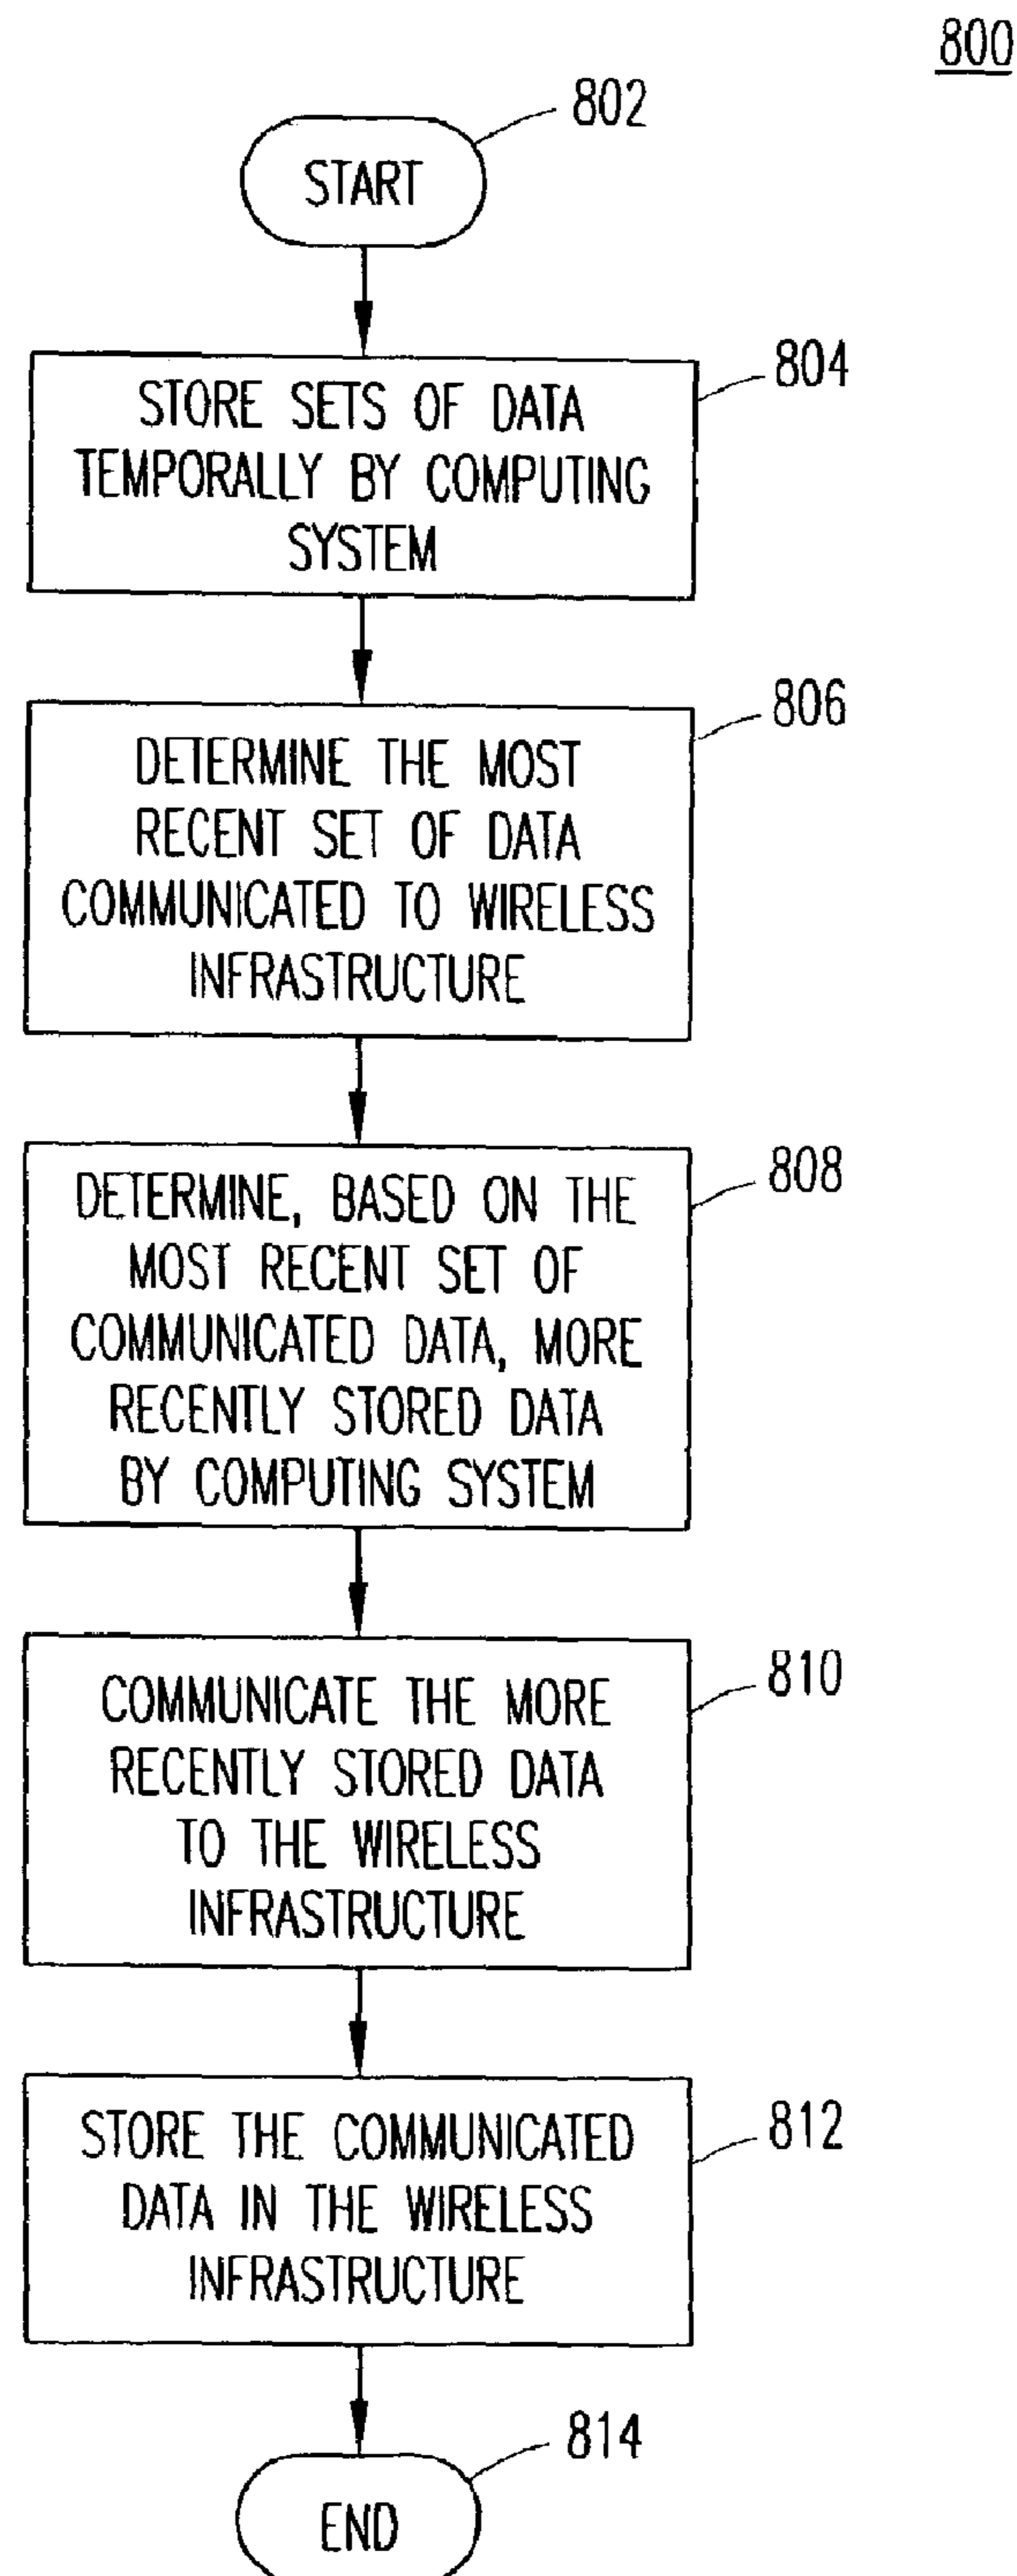 800
802
START
804
STORE SETS OF DATA
TEMPORALLY BY COMPUTING
SYSTEM
806
DETERMINE THE MOST
RECENT SET OF DATA
COMMUNICATED TO WIRELESS
INFRASTRUCTURE
808
DETERMINE, BASED ON THE
MOST RECENT SET OF
COMMUNICATED DATA, MORE
RECENTLY STORED DATA
BY COMPUTING SYSTEM
810
COMMUNICATE THE MORE
RECENTLY STORED DATA
TO THE WIRELESS
INFRASTRUCTURE
812
STORE THE COMMUNICATED
DATA IN THE WIRELESS
INFRASTRUCTURE
814
END